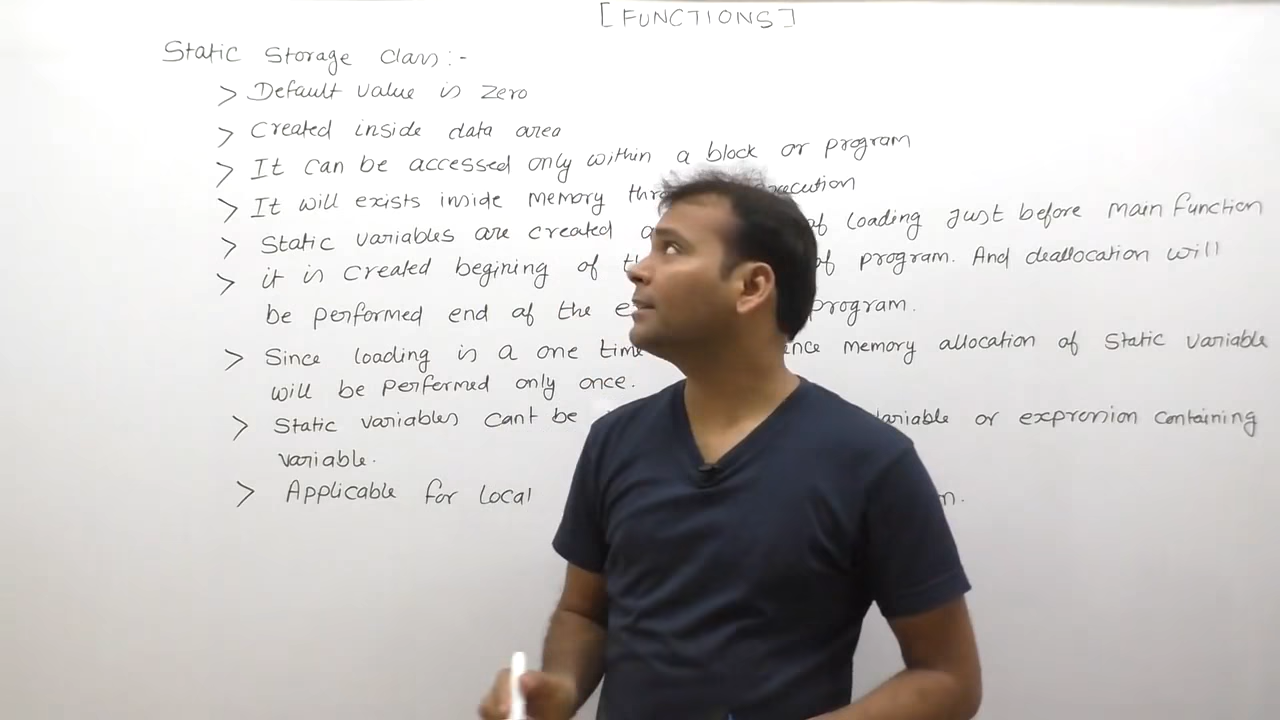 [FUNCTIONS]
Static Storage Class:-
> Default value is zero
> Created inside data area
> It can be accessed only within a block or program
> It will exists inside memory
> Static variables are created of loading Just before main function
> it is created begining of of program. And deallocation will
be performed end of the program.
> Since loading is a one time memory allocation of static variable
will be performed only once.
> Static variables cant be variable or expression containing
variable.
> Applicable for local